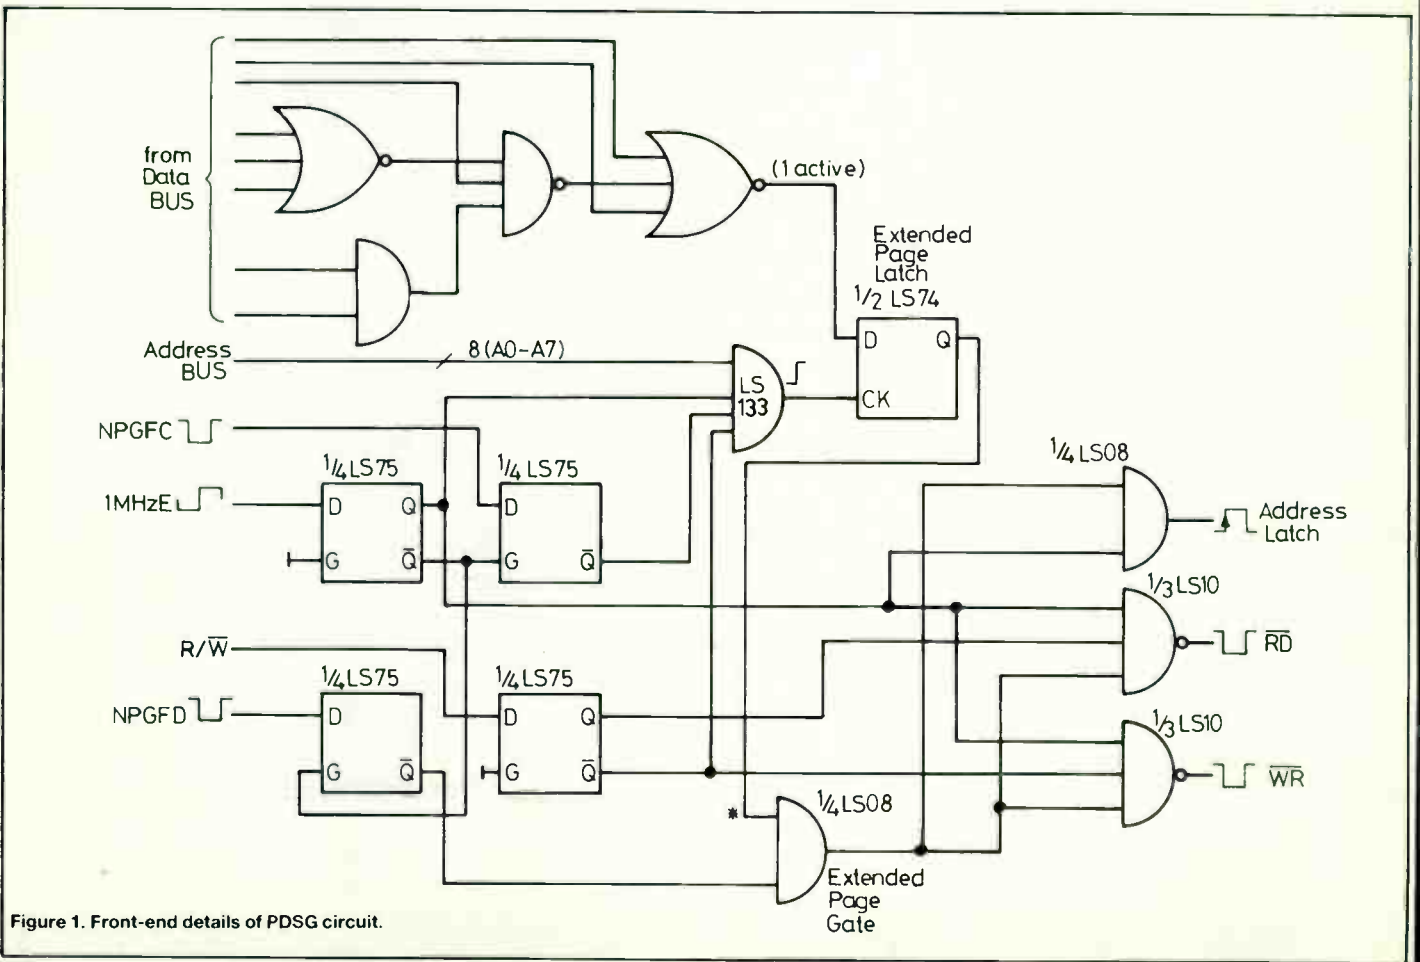 (1 active)
from
Data
BUS
Extended
Page
Latch
1/2 LS74
D Q
CK
Address
BUS
8(A0-A7)
LS
133
NPGFC
1/4 LS75
D Q
G Q̅
1/4 LS75
D
G Q̅
1MHzE
1/4 LS08
Address
Latch
1/3 LS10
R̅D̅
R/W̅
1/4 LS75
D
G Q̅
1/4 LS75
D Q
G Q̅
NPGFD
1/3 LS10
W̅R̅
*
1/4 LS08
Extended
Page
Gate
Figure 1. Front-end details of PDSG circuit.